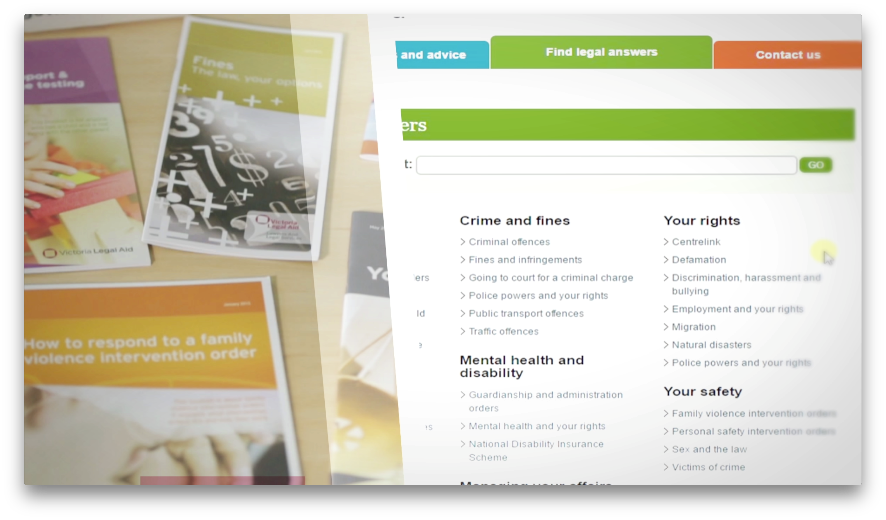 port &
e testing
Victoria Legal Aid
Fines
The law, your options
Victoria
Legal Aid
How to respond to a family
violence intervention order
Yo
and advice
Find legal answers
Contact us
ers
t:
GO
ers
ld
e
rs
Crime and fines
> Criminal offences
> Fines and infringements
> Going to court for a criminal charge
> Police powers and your rights
> Public transport offences
> Traffic offences
Mental health and
disability
> Guardianship and administration
orders
> Mental health and your rights
> National Disability Insurance
Scheme
Managing your affairs
Your rights
> Centrelink
> Defamation
> Discrimination, harassment and
bullying
> Employment and your rights
> Migration
> Natural disasters
> Police powers and your rights
Your safety
> Family violence intervention orders
> Personal safety intervention orders
> Sex and the law
> Victims of crime